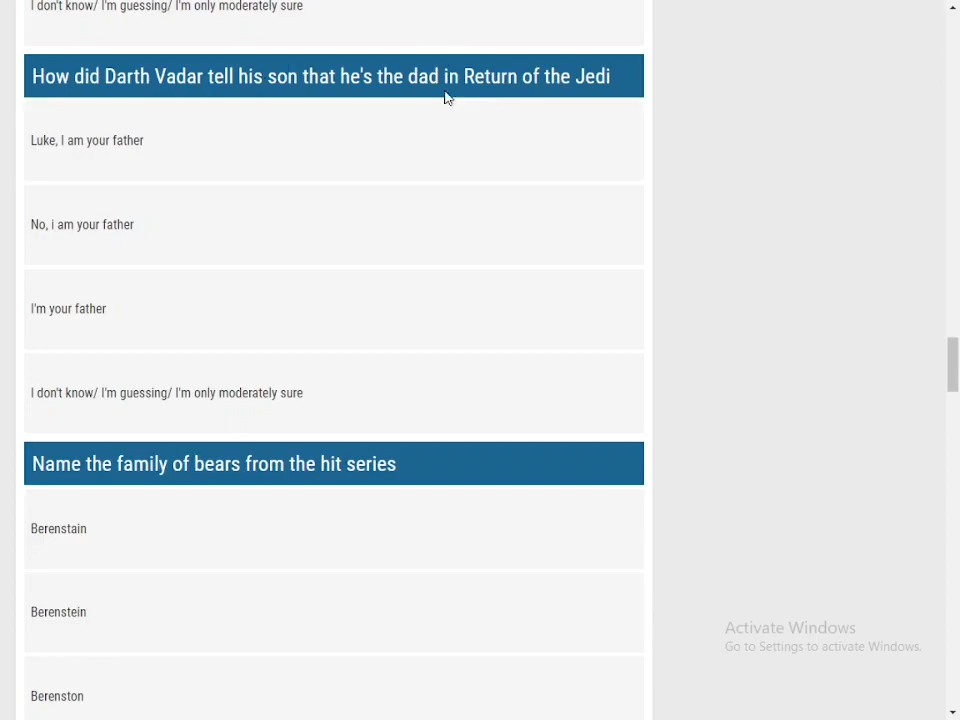 I don't know/ I'm guessing/ I'm only moderately sure
How did Darth Vadar tell his son that he's the dad in Return of the Jedi
Luke, I am your father
No, i am your father
I'm your father
I don't know/ I'm guessing/ I'm only moderately sure
Name the family of bears from the hit series
Berenstain
Berenstein
Berenston
Activate Windows
Go to Settings to activate Windows.